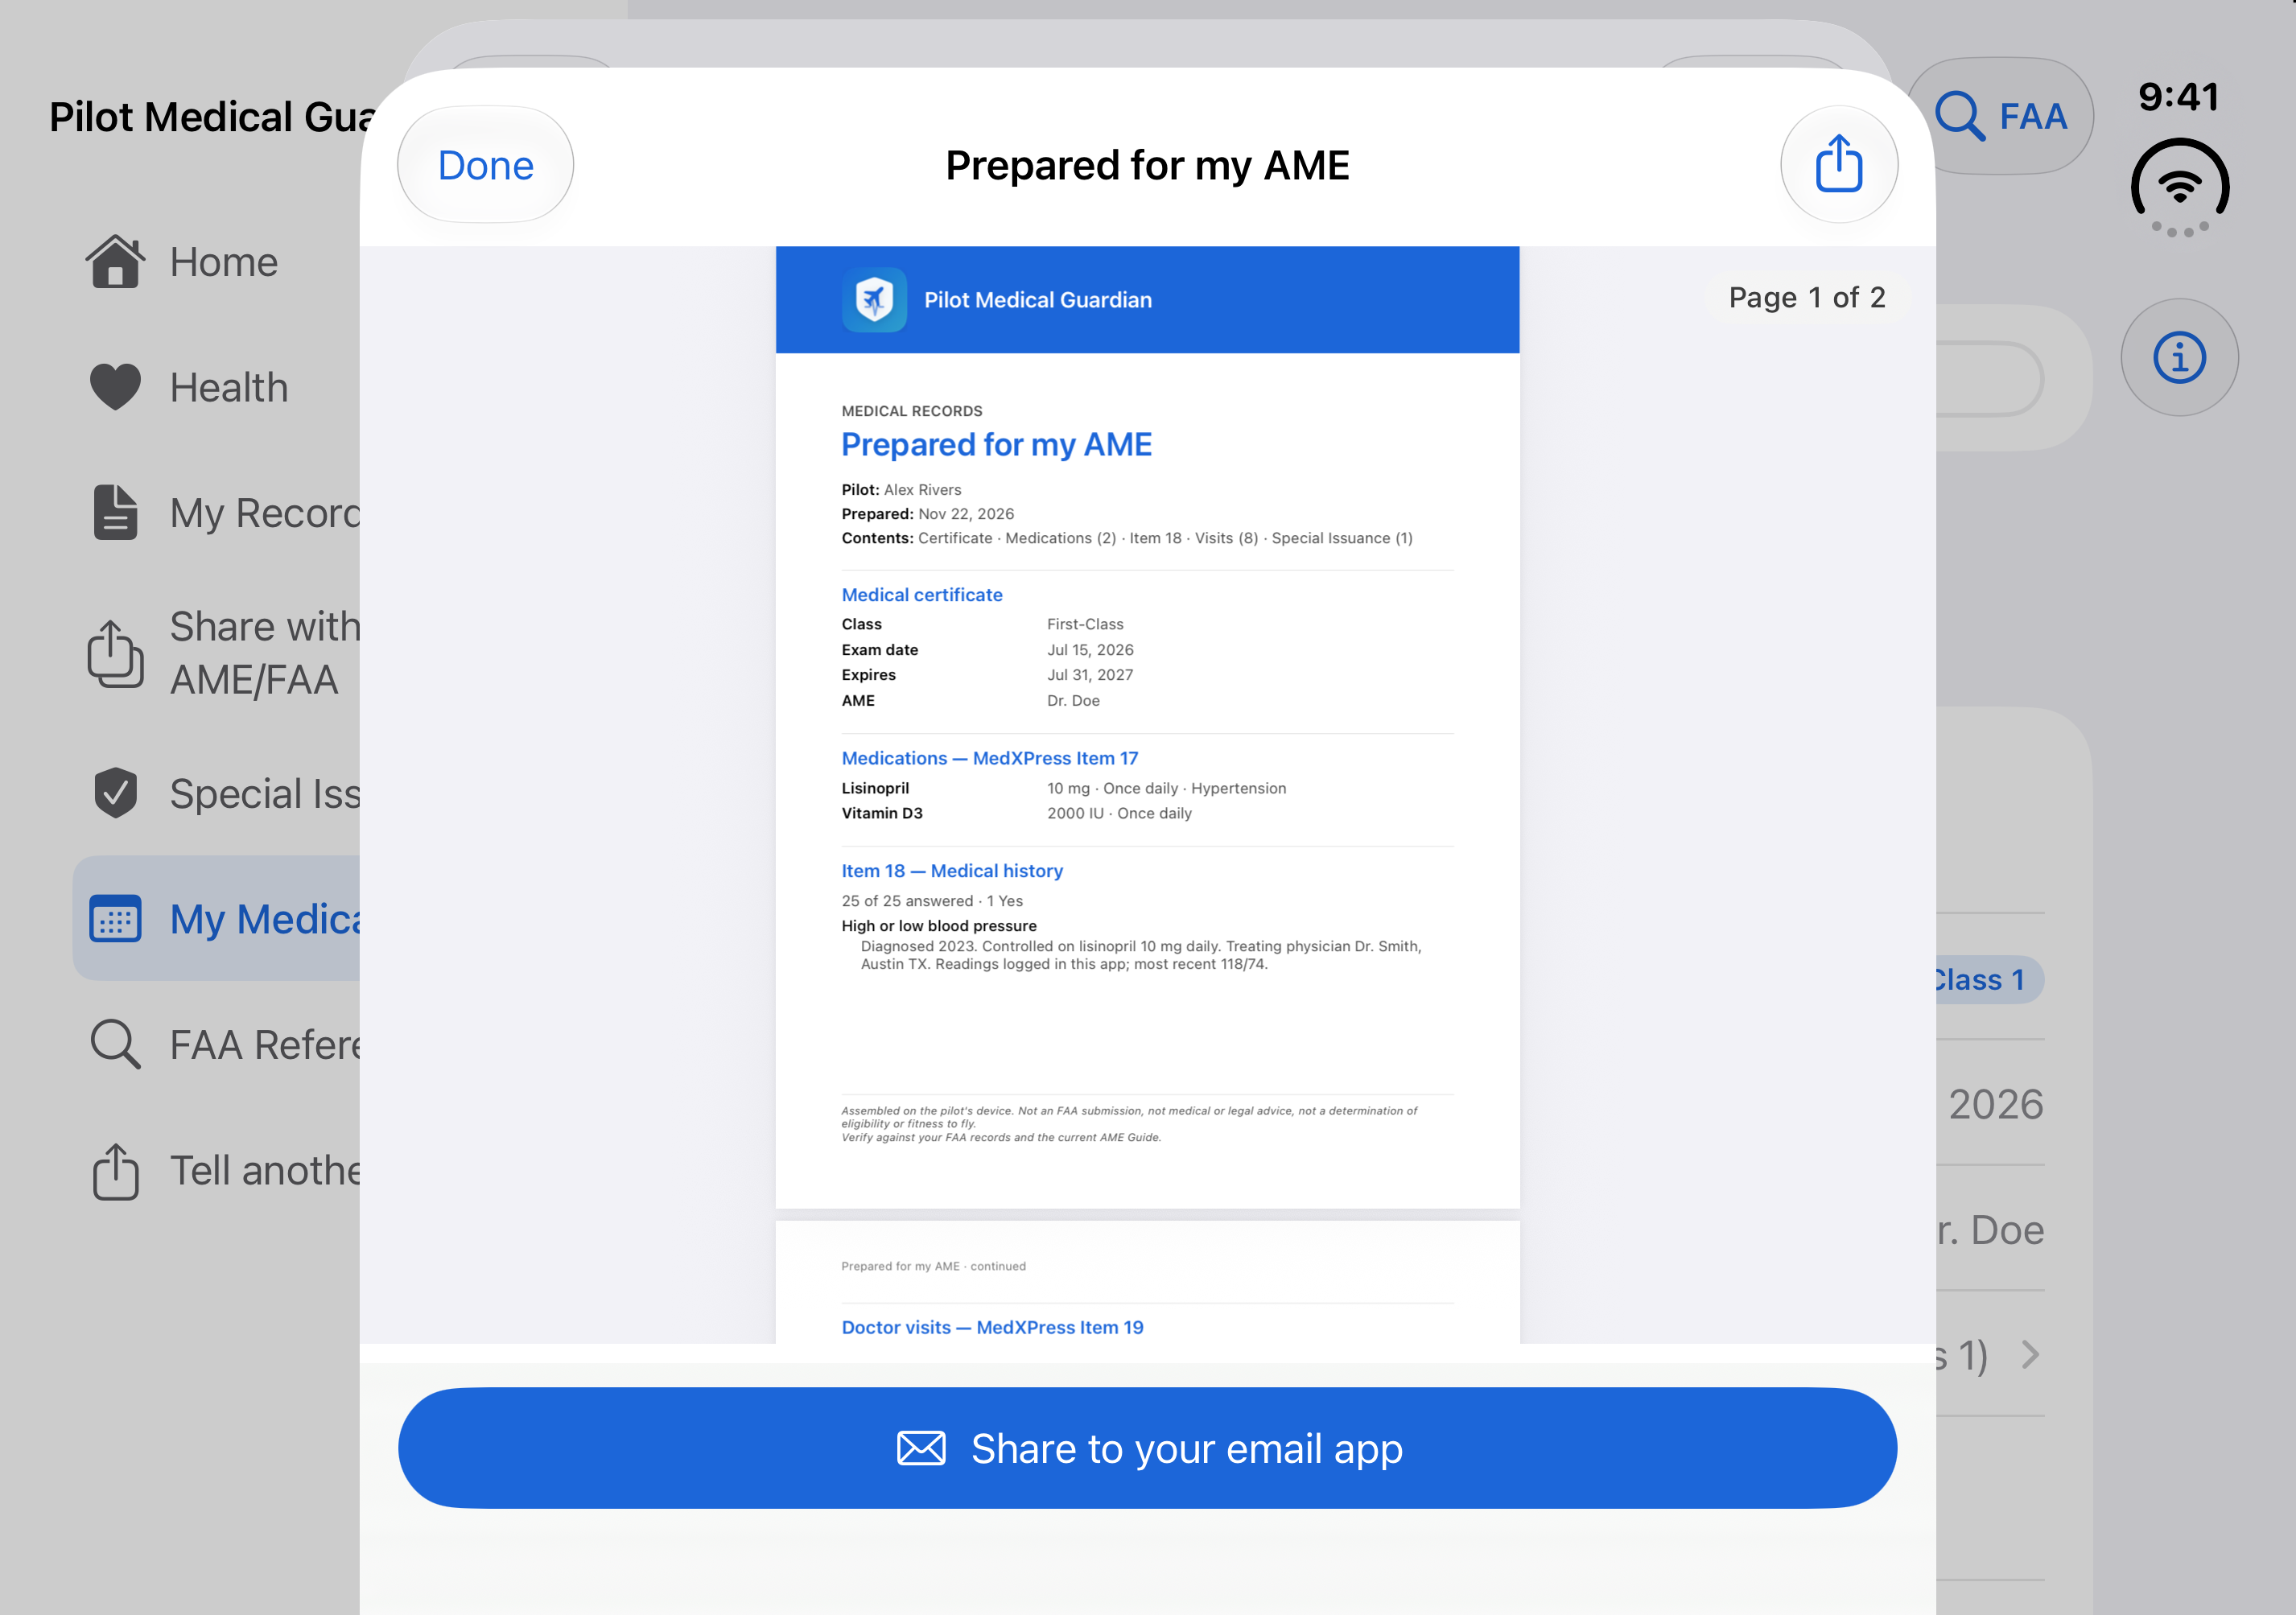 Pilot Medical Gua
Home
Health
My Record
Share with
AME/FAA
Special Iss
My Medica
FAA Refere
Tell anothe
Done
Prepared for my AME
FAA
9:41
Page 1 of 2
Pilot Medical Guardian
MEDICAL RECORDS
Prepared for my AME
Pilot: Alex Rivers
Prepared: Nov 22, 2026
Contents: Certificate · Medications (2) · Item 18 · Visits (8) · Special Issuance (1)
Medical certificate
Class First-Class
Exam date Jul 15, 2026
Expires Jul 31, 2027
AME Dr. Doe
Medications — MedXPress Item 17
Lisinopril 10 mg · Once daily · Hypertension
Vitamin D3 2000 IU · Once daily
Item 18 — Medical history
25 of 25 answered · 1 Yes
High or low blood pressure
Diagnosed 2023. Controlled on lisinopril 10 mg daily. Treating physician Dr. Smith,
Austin TX. Readings logged in this app; most recent 118/74.
Assembled on the pilot's device. Not an FAA submission, not medical or legal advice, not a determination of
eligibility or fitness to fly.
Verify against your FAA records and the current AME Guide.
Prepared for my AME · continued
Doctor visits — MedXPress Item 19
Share to your email app
Class 1
2026
r. Doe
s 1)